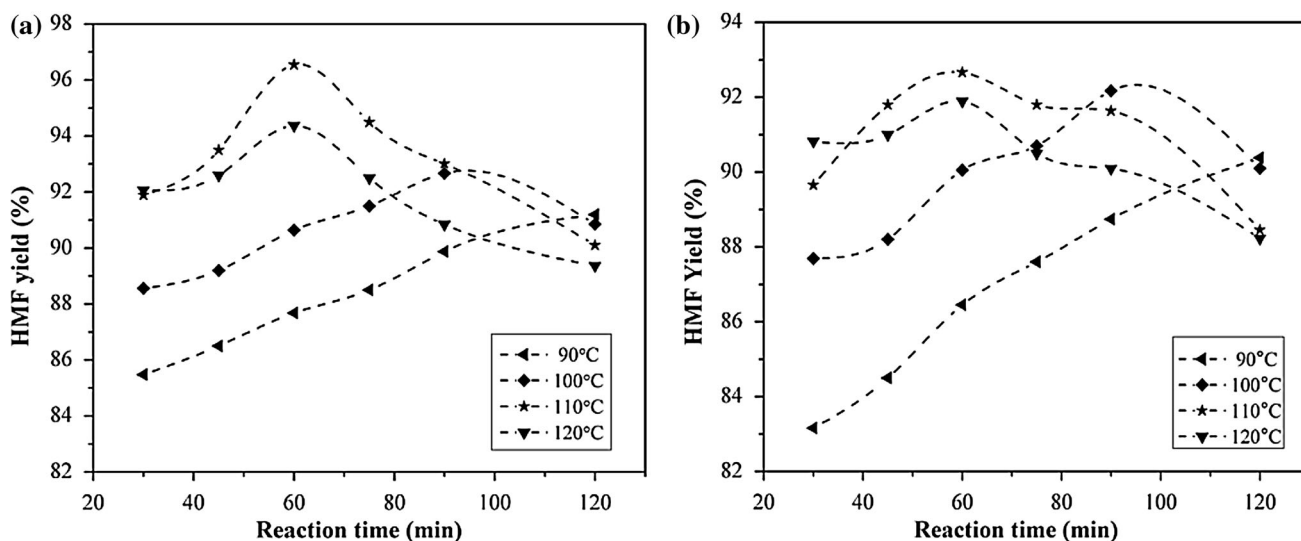 (a)
98
96
94
92
90
88
86
84
82
HMF yield (%)
20 40 60 80 100 120
Reaction time (min)
90°C
100°C
110°C
120°C
(b)
94
92
90
88
86
84
82
HMF Yield (%)
20 40 60 80 100 120
Reaction time (min)
90°C
100°C
110°C
120°C